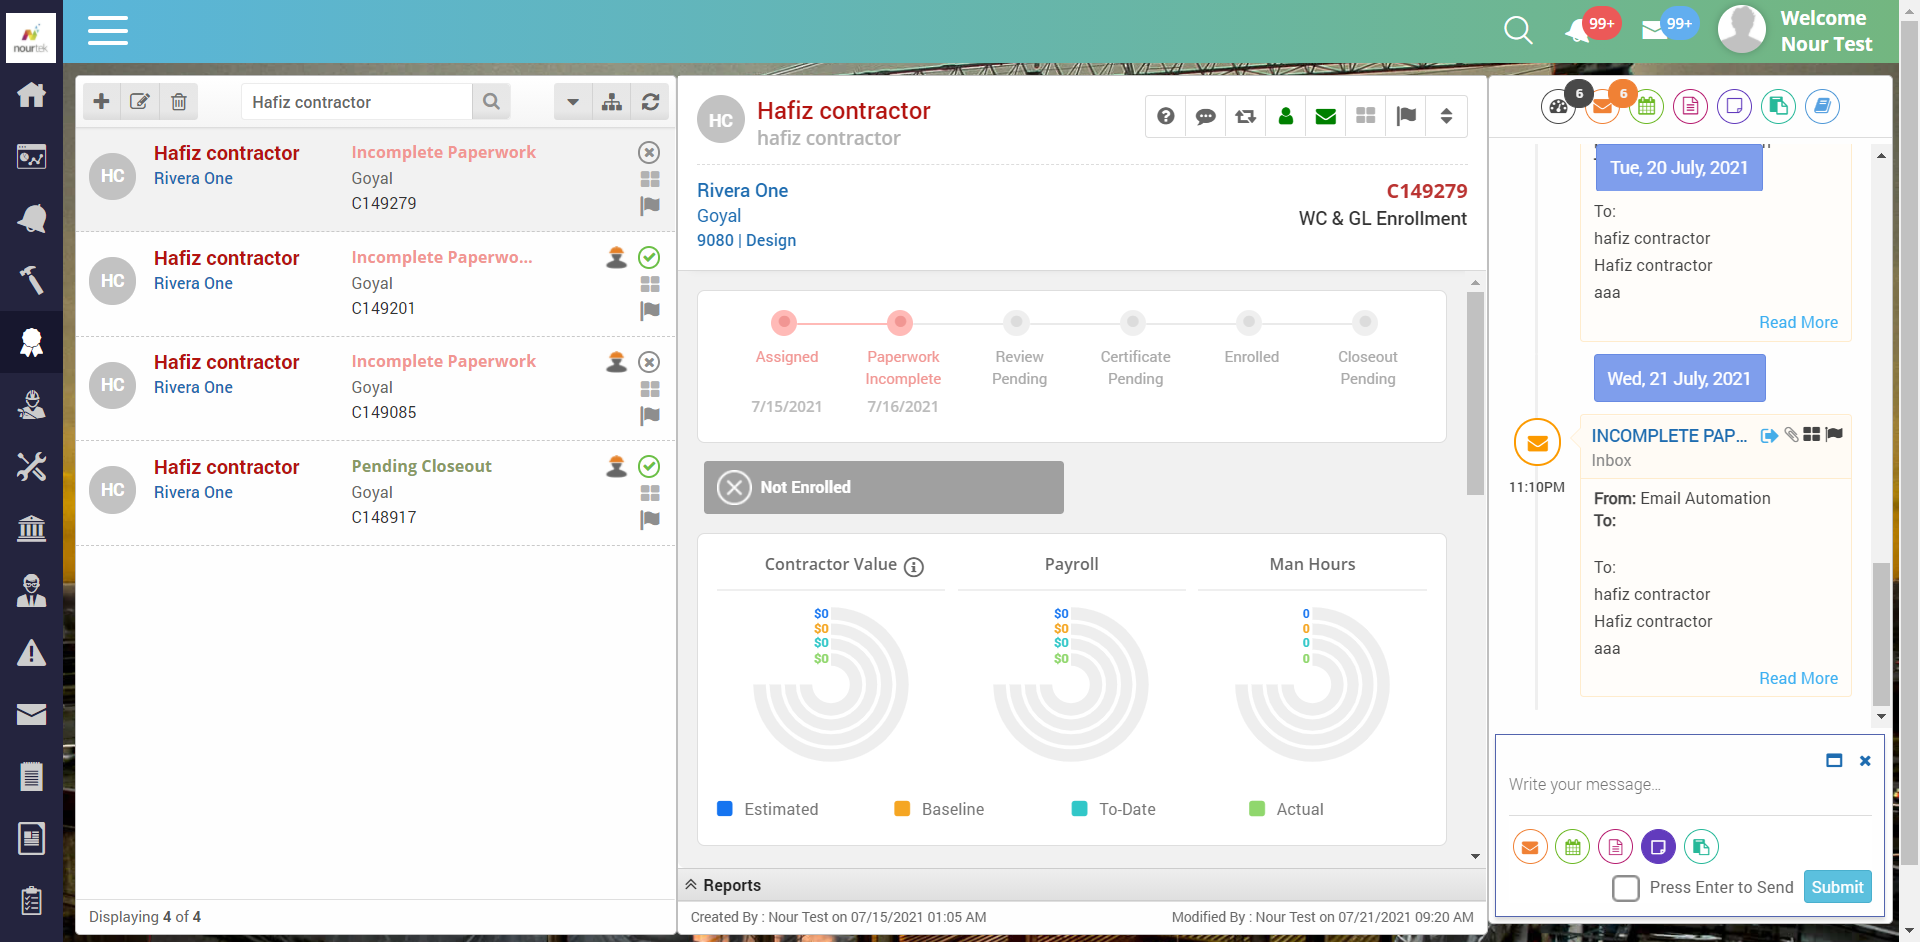 nourtek
99+
99+
Welcome
Nour Test
Hafiz contractor
HC
Hafiz contractor
Rivera One
Incomplete Paperwork
Goyal
C149279
HC
Hafiz contractor
Rivera One
Incomplete Paperwo...
Goyal
C149201
HC
Hafiz contractor
Rivera One
Incomplete Paperwork
Goyal
C149085
HC
Hafiz contractor
Rivera One
Pending Closeout
Goyal
C148917
Displaying 4 of 4
HC
Hafiz contractor
hafiz contractor
Rivera One
Goyal
9080 | Design
C149279
WC & GL Enrollment
Assigned
7/15/2021
Paperwork
Incomplete
7/16/2021
Review
Pending
Certificate
Pending
Enrolled
Closeout
Pending
Not Enrolled
Contractor Value
$0
$0
$0
$0
Payroll
$0
$0
$0
$0
Man Hours
0
0
0
0
Estimated
Baseline
To-Date
Actual
Reports
Created By : Nour Test on 07/15/2021 01:05 AM
Modified By : Nour Test on 07/21/2021 09:20 AM
6
6
Tue, 20 July, 2021
To:
hafiz contractor
Hafiz contractor
aaa
Read More
Wed, 21 July, 2021
11:10PM
INCOMPLETE PAP...
Inbox
From: Email Automation
To:
To:
hafiz contractor
Hafiz contractor
aaa
Read More
Write your message...
Press Enter to Send
Submit